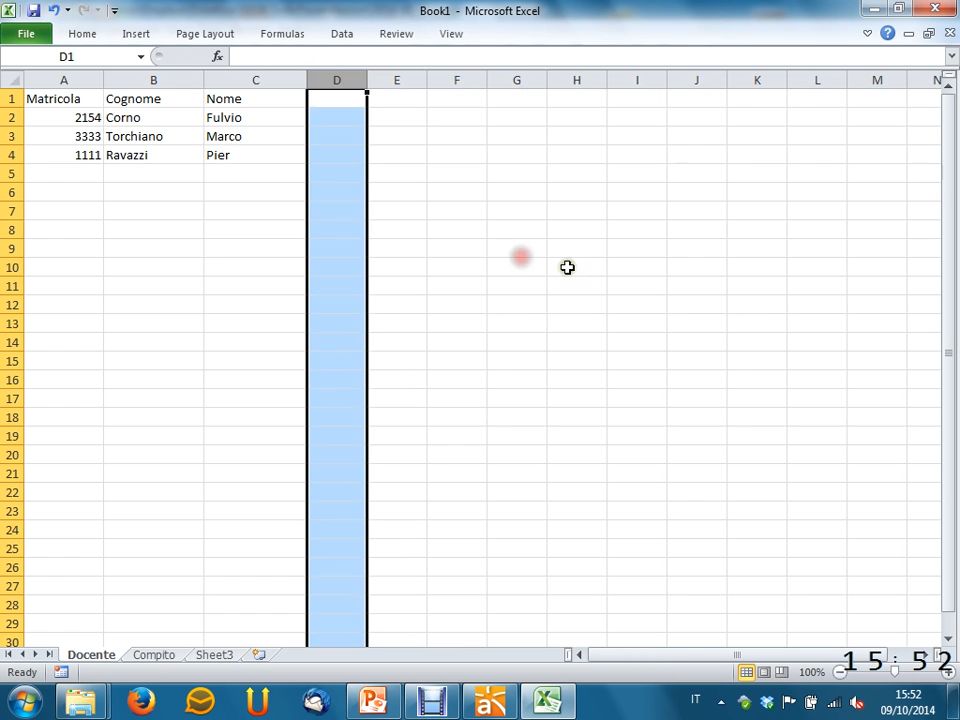 Book1 - Microsoft Excel
File Home Insert Page Layout Formulas Data Review View
D1 fx
A B C D E F G H I J K L M N
1 Matricola Cognome Nome
2 2154 Corno Fulvio
3 3333 Torchiano Marco
4 1111 Ravazzi Pier
5
6
7
8
9
10
11
12
13
14
15
16
17
18
19
20
21
22
23
24
25
26
27
28
29
30
Docente Compito Sheet3
Ready 100% 15:52
IT 15:52
09/10/2014